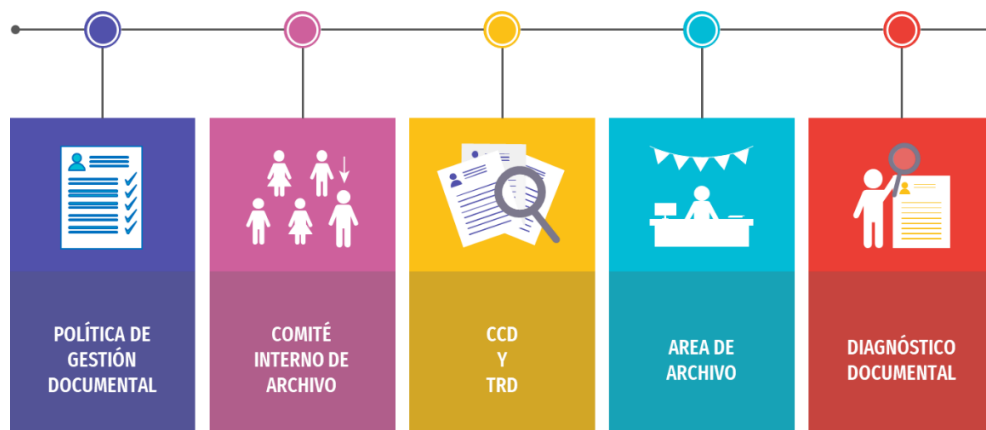 POLÍTICA DE
GESTIÓN
DOCUMENTAL
COMITÉ
INTERNO DE
ARCHIVO
CCD
Y
TRD
AREA DE
ARCHIVO
DIAGNÓSTICO
DOCUMENTAL